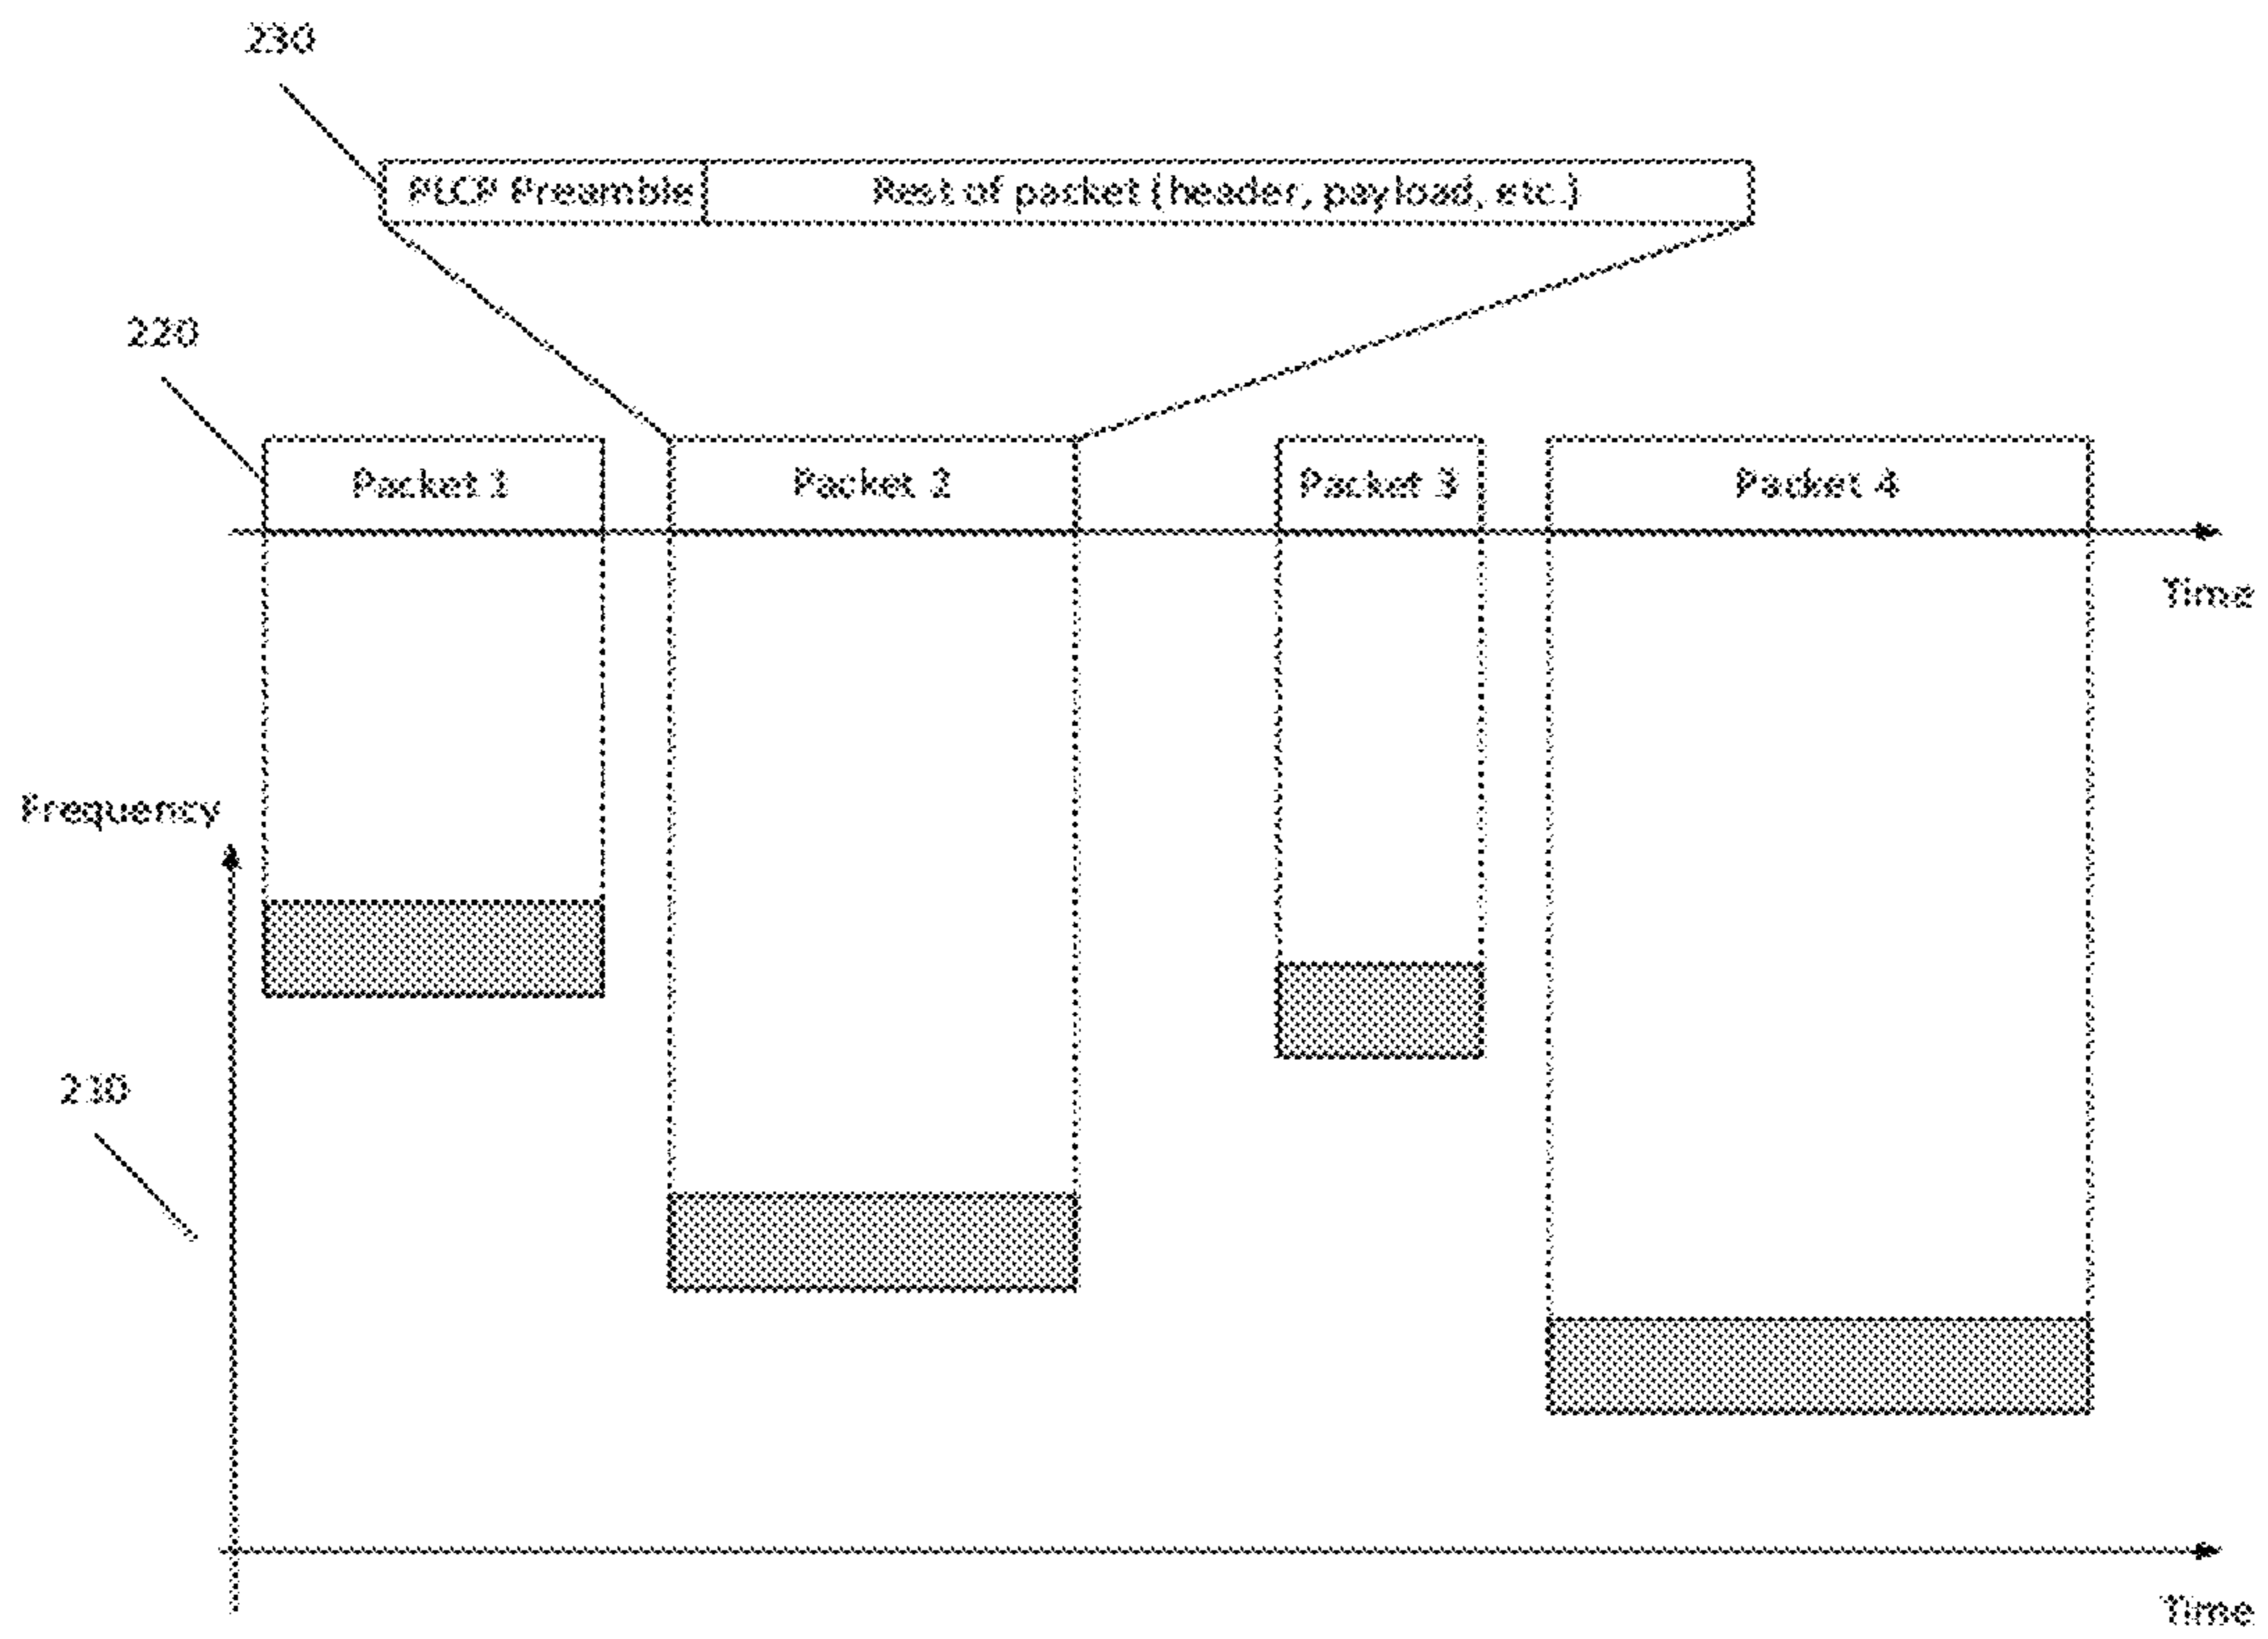 230
PLCP Preamble Rest of packet (header, payload, etc.)
220
Packet 1 Packet 2 Packet 3 Packet 4
Time
Frequency
210
Time